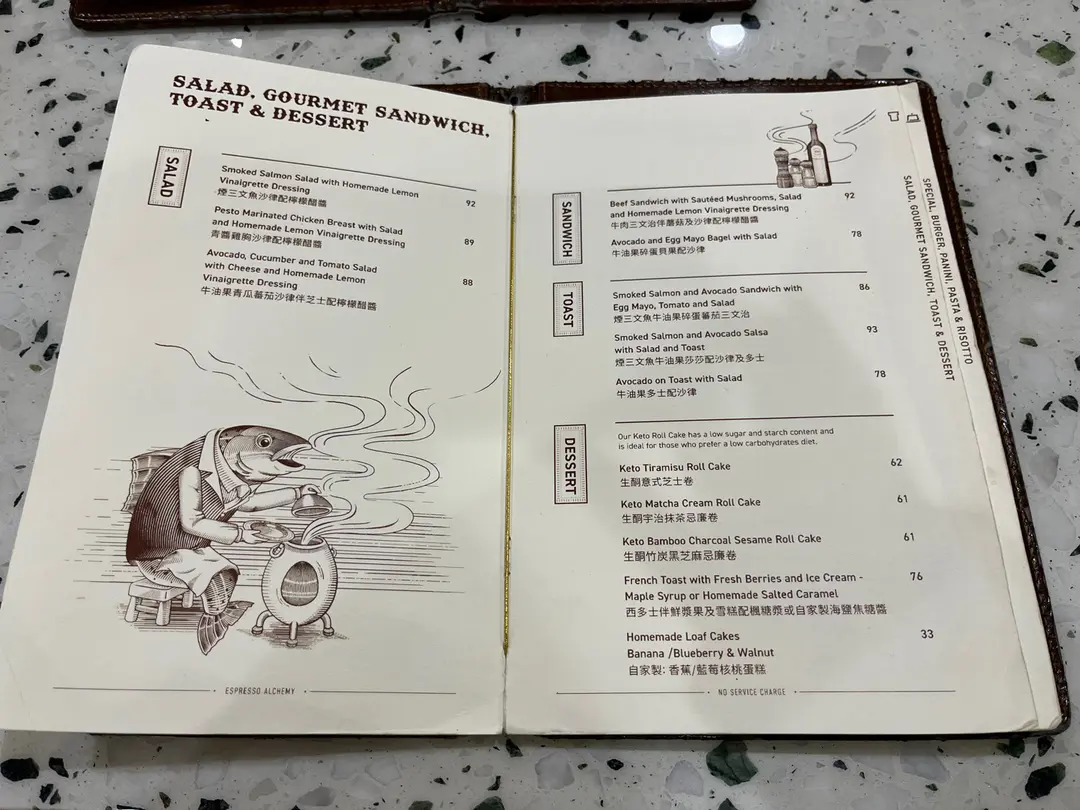 SALAD, GOURMET SANDWICH,
TOAST & DESSERT
SALAD
Smoked Salmon Salad with Homemade Lemon
Vinaigrette Dressing 92
煙三文魚沙律配檸檬醋醬
Pesto Marinated Chicken Breast with Salad
and Homemade Lemon Vinaigrette Dressing 89
青醬雞胸沙律配檸檬醋醬
Avocado, Cucumber and Tomato Salad
with Cheese and Homemade Lemon 88
Vinaigrette Dressing
牛油果青瓜蕃茄沙律伴芝士配檸檬醋醬
ESPRESSO ALCHEMY
SANDWICH
Beef Sandwich with Sautéed Mushrooms, Salad 92
and Homemade Lemon Vinaigrette Dressing
牛肉三文治伴蘑菇及沙律配檸檬醋醬
Avocado and Egg Mayo Bagel with Salad 78
牛油果碎蛋貝果配沙律
TOAST
Smoked Salmon and Avocado Sandwich with 86
Egg Mayo, Tomato and Salad
煙三文魚牛油果碎蛋蕃茄三文治
Smoked Salmon and Avocado Salsa 93
with Salad and Toast
煙三文魚牛油果莎莎配沙律及多士
Avocado on Toast with Salad 78
牛油果多士配沙律
DESSERT
Our Keto Roll Cake has a low sugar and starch content and
is ideal for those who prefer a low carbohydrates diet.
Keto Tiramisu Roll Cake 62
生酮意式芝士卷
Keto Matcha Cream Roll Cake 61
生酮宇治抹茶忌廉卷
Keto Bamboo Charcoal Sesame Roll Cake 61
生酮竹炭黑芝麻忌廉卷
French Toast with Fresh Berries and Ice Cream - 76
Maple Syrup or Homemade Salted Caramel
西多士伴鮮漿果及雪糕配楓糖漿或自家製海鹽焦糖醬
Homemade Loaf Cakes 33
Banana /Blueberry & Walnut
自家製: 香蕉/藍莓核桃蛋糕
NO SERVICE CHARGE
SPECIAL, BURGER, PANINI, PASTA & RISOTTO
SALAD, GOURMET SANDWICH, TOAST & DESSERT